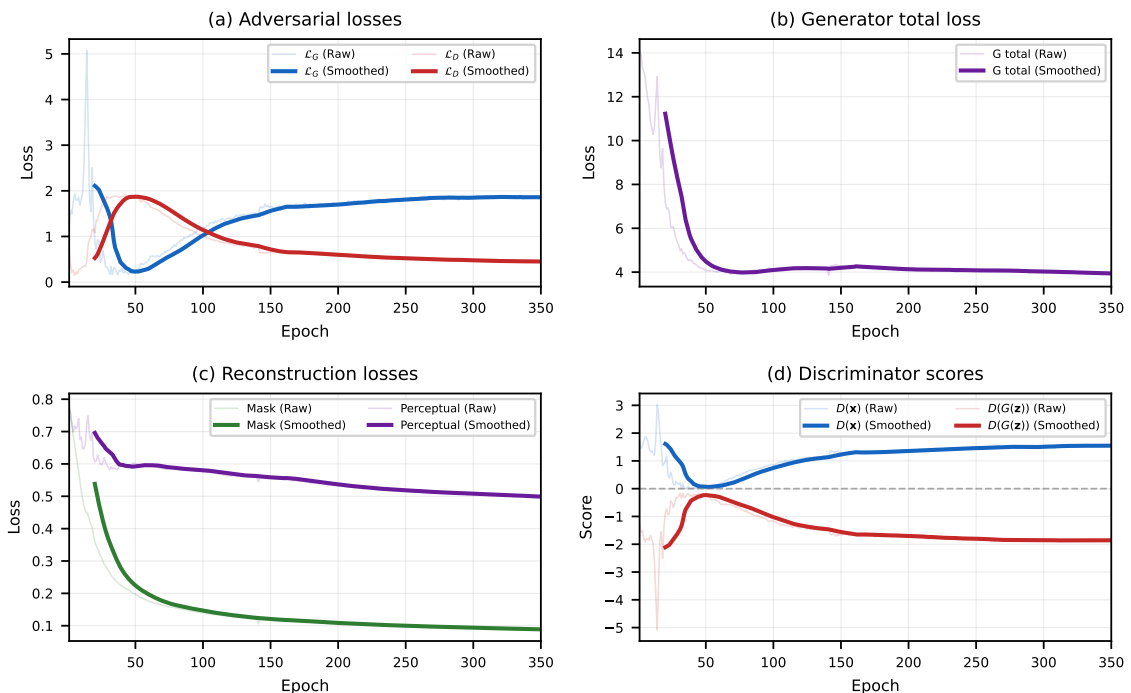 (a) Adversarial losses
ℒ_G (Raw)
ℒ_G (Smoothed)
ℒ_D (Raw)
ℒ_D (Smoothed)
Loss
5
4
3
2
1
0
50 100 150 200 250 300 350
Epoch
(b) Generator total loss
G total (Raw)
G total (Smoothed)
Loss
14
12
10
8
6
4
50 100 150 200 250 300 350
Epoch
(c) Reconstruction losses
Mask (Raw)
Mask (Smoothed)
Perceptual (Raw)
Perceptual (Smoothed)
Loss
0.8
0.7
0.6
0.5
0.4
0.3
0.2
0.1
50 100 150 200 250 300 350
Epoch
(d) Discriminator scores
D(x) (Raw)
D(x) (Smoothed)
D(G(z)) (Raw)
D(G(z)) (Smoothed)
Score
3
2
1
0
−1
−2
−3
−4
−5
50 100 150 200 250 300 350
Epoch